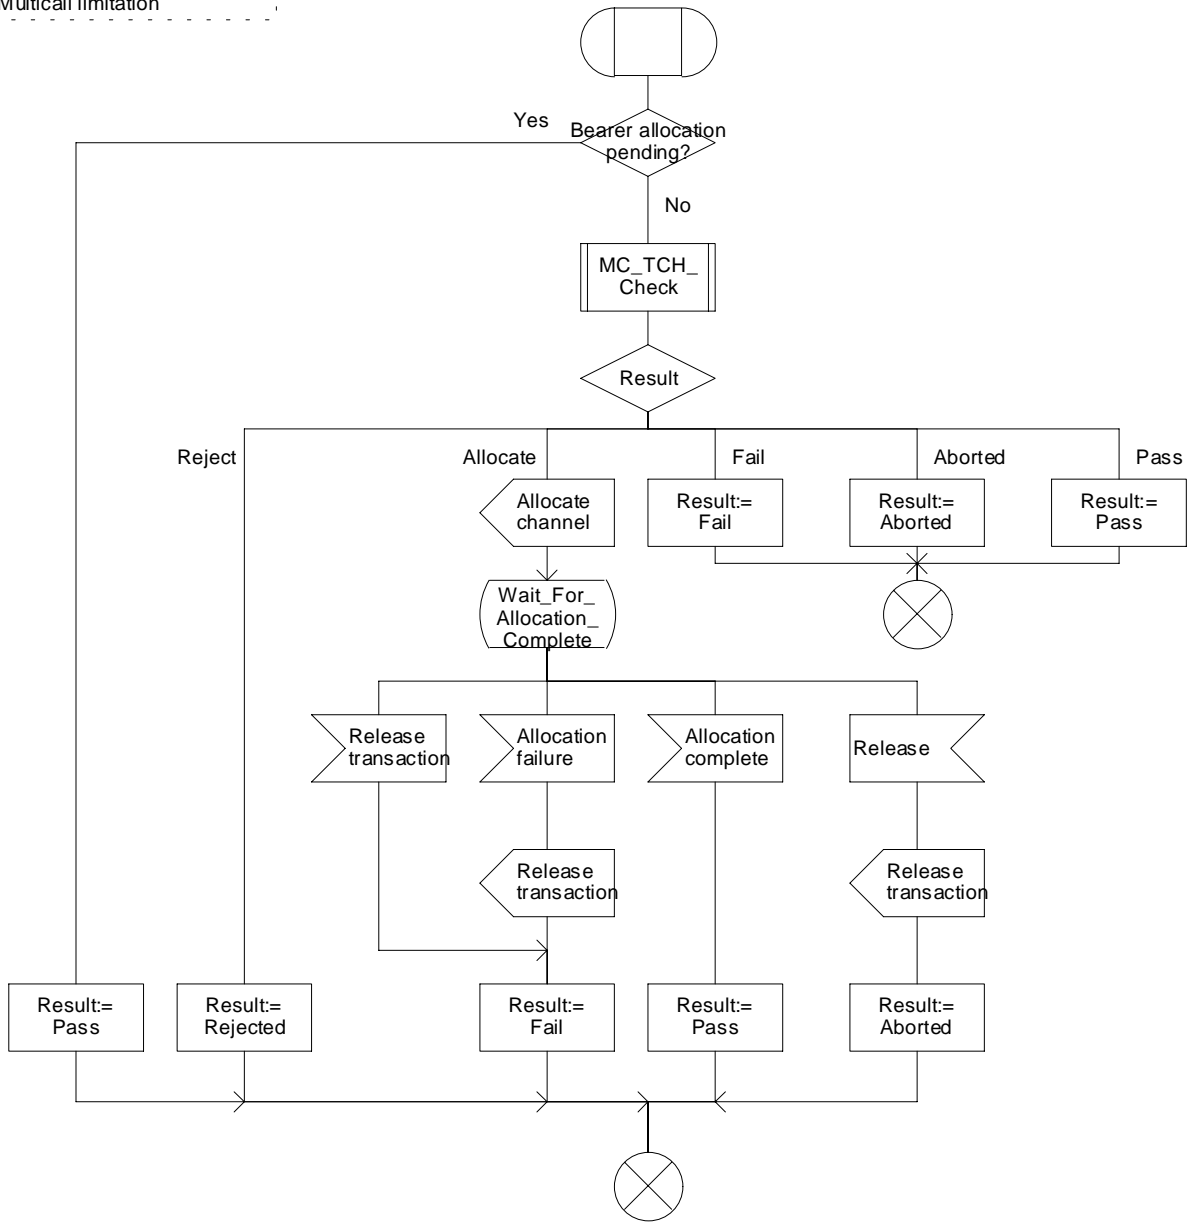 Multicall limitation
Yes
Bearer allocation
pending?
No
MC_TCH_
Check
Result
Reject
Allocate
Fail
Aborted
Pass
Allocate
channel
Result:=
Fail
Result:=
Aborted
Result:=
Pass
Wait_For_
Allocation_
Complete
Release
transaction
Allocation
failure
Allocation
complete
Release
Release
transaction
Release
transaction
Result:=
Pass
Result:=
Rejected
Result:=
Fail
Result:=
Pass
Result:=
Aborted